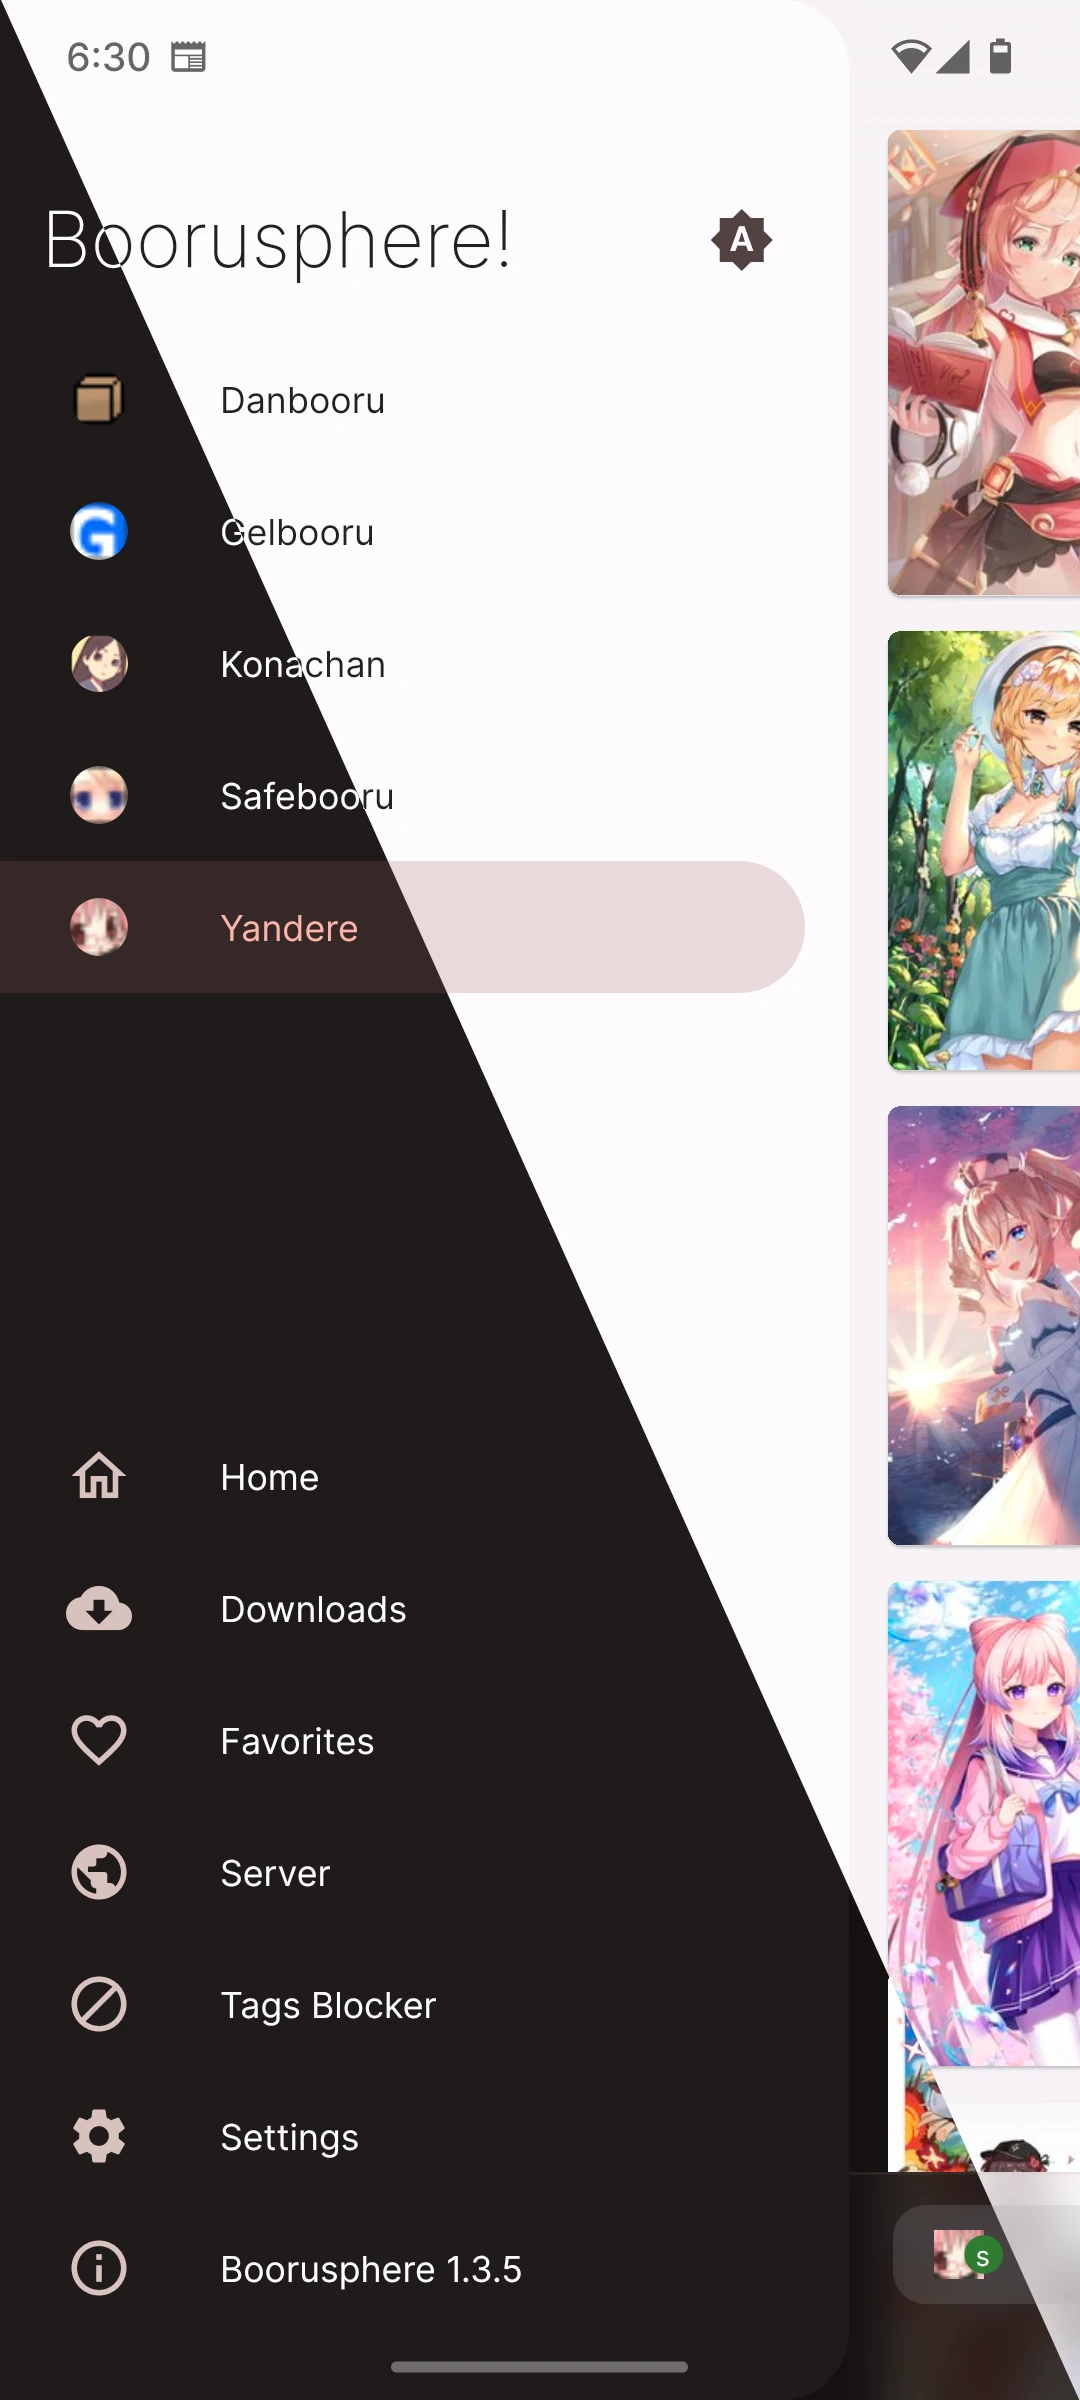 6:30
Boorusphere!
A
Danbooru
Gelbooru
Konachan
Safebooru
Yandere
Home
Downloads
Favorites
Server
Tags Blocker
Settings
Boorusphere 1.3.5
s